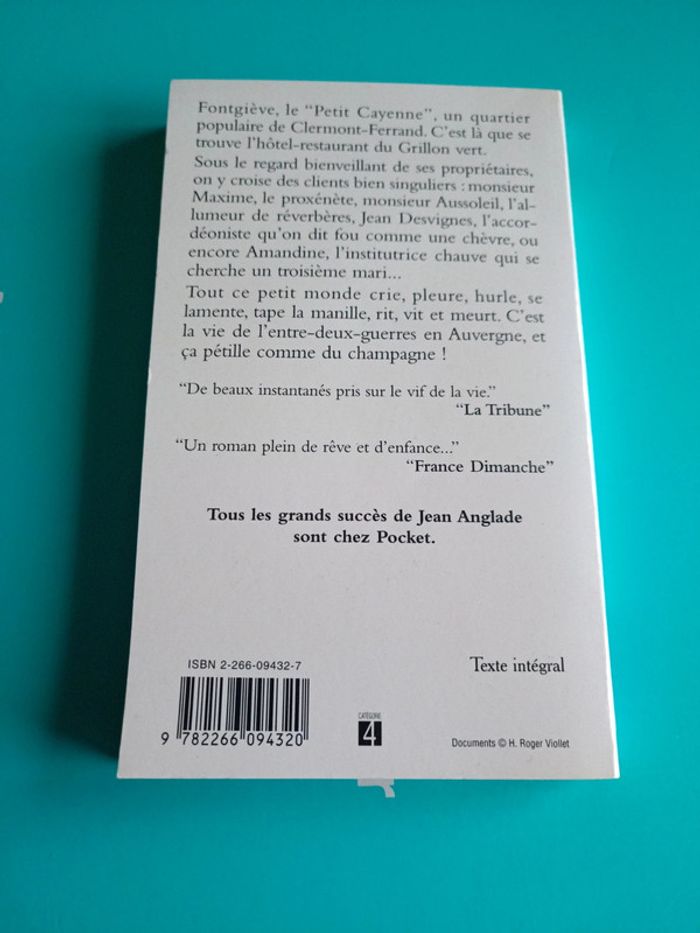 Fontgiève, le "Petit Cayenne", un quartier
populaire de Clermont-Ferrand. C'est là que se
trouve l'hôtel-restaurant du Grillon vert.
Sous le regard bienveillant de ses propriétaires,
on y croise des clients bien singuliers : monsieur
Maxime, le proxénète, monsieur Aussoleil, l'al-
lumeur de réverbères, Jean Desvignes, l'accor-
déoniste qu'on dit fou comme une chèvre, ou
encore Amandine, l'institutrice chauve qui se
cherche un troisième mari...
Tout ce petit monde crie, pleure, hurle, se
lamente, tape la manille, rit, vit et meurt. C'est
la vie de l'entre-deux-guerres en Auvergne, et
ça pétille comme du champagne !
"De beaux instantanés pris sur le vif de la vie."
"La Tribune"
"Un roman plein de rêve et d'enfance..."
"France Dimanche"
Tous les grands succès de Jean Anglade
sont chez Pocket.
ISBN 2-266-09432-7
Texte intégral
9 782266 094320
CATÉGORIE
4
Documents © H. Roger Viollet